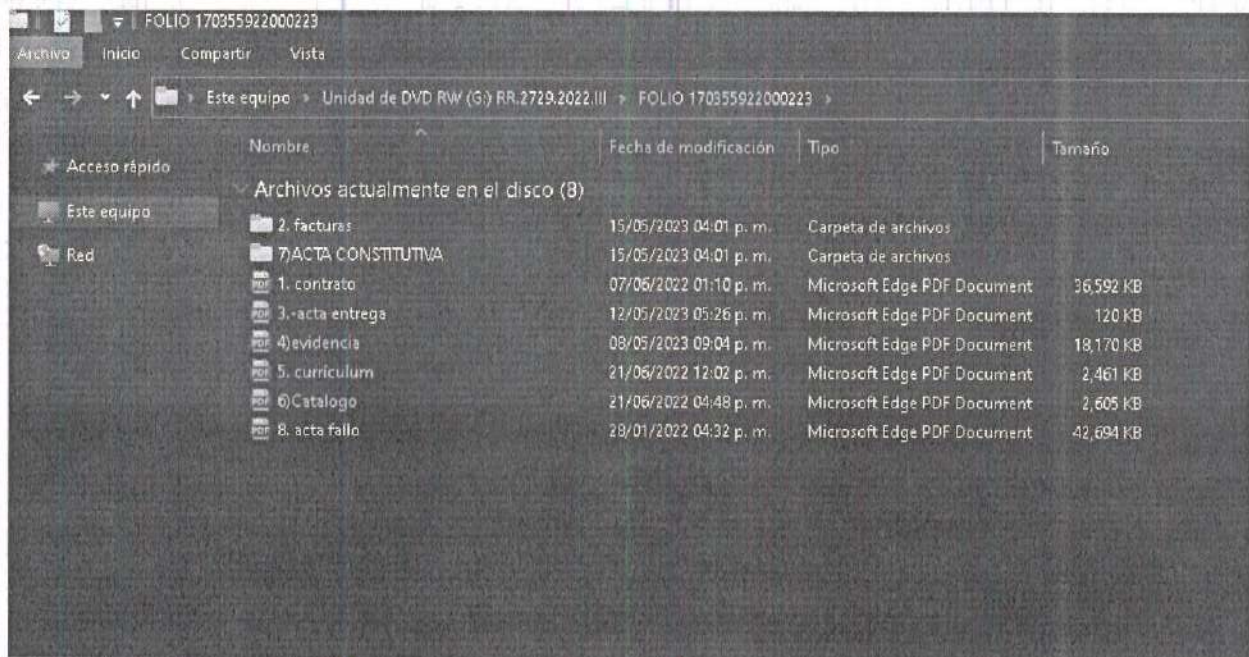 FOLIO 170355922000223
Archivo Inicio Compartir Vista
Este equipo › Unidad de DVD RW (G:) RR.2729.2022.III › FOLIO 170355922000223 ›
Nombre Fecha de modificación Tipo Tamaño
Acceso rápido
Este equipo
Red
Archivos actualmente en el disco (8)
2. facturas 15/05/2023 04:01 p. m. Carpeta de archivos
7)ACTA CONSTITUTIVA 15/05/2023 04:01 p. m. Carpeta de archivos
PDF 1. contrato 07/06/2022 01:10 p. m. Microsoft Edge PDF Document 36,592 KB
PDF 3.-acta entrega 12/05/2023 05:26 p. m. Microsoft Edge PDF Document 120 KB
PDF 4)evidencia 08/05/2023 09:04 p. m. Microsoft Edge PDF Document 18,170 KB
PDF 5. curriculum 21/06/2022 12:02 p. m. Microsoft Edge PDF Document 2,461 KB
PDF 6)Catalogo 21/06/2022 04:48 p. m. Microsoft Edge PDF Document 2,605 KB
PDF 8. acta fallo 28/01/2022 04:32 p. m. Microsoft Edge PDF Document 42,694 KB